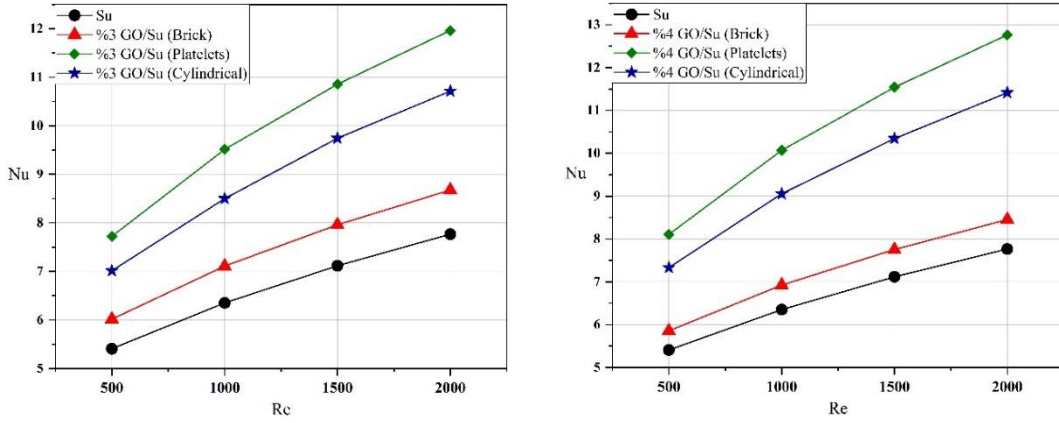 Su
%3 GO/Su (Brick)
%3 GO/Su (Platelets)
%3 GO/Su (Cylindrical)
12
11
10
9
8
7
6
5
Nu
500
1000
1500
2000
Re
Su
%4 GO/Su (Brick)
%4 GO/Su (Platelets)
%4 GO/Su (Cylindrical)
13
12
11
10
9
8
7
6
5
Nu
500
1000
1500
2000
Re